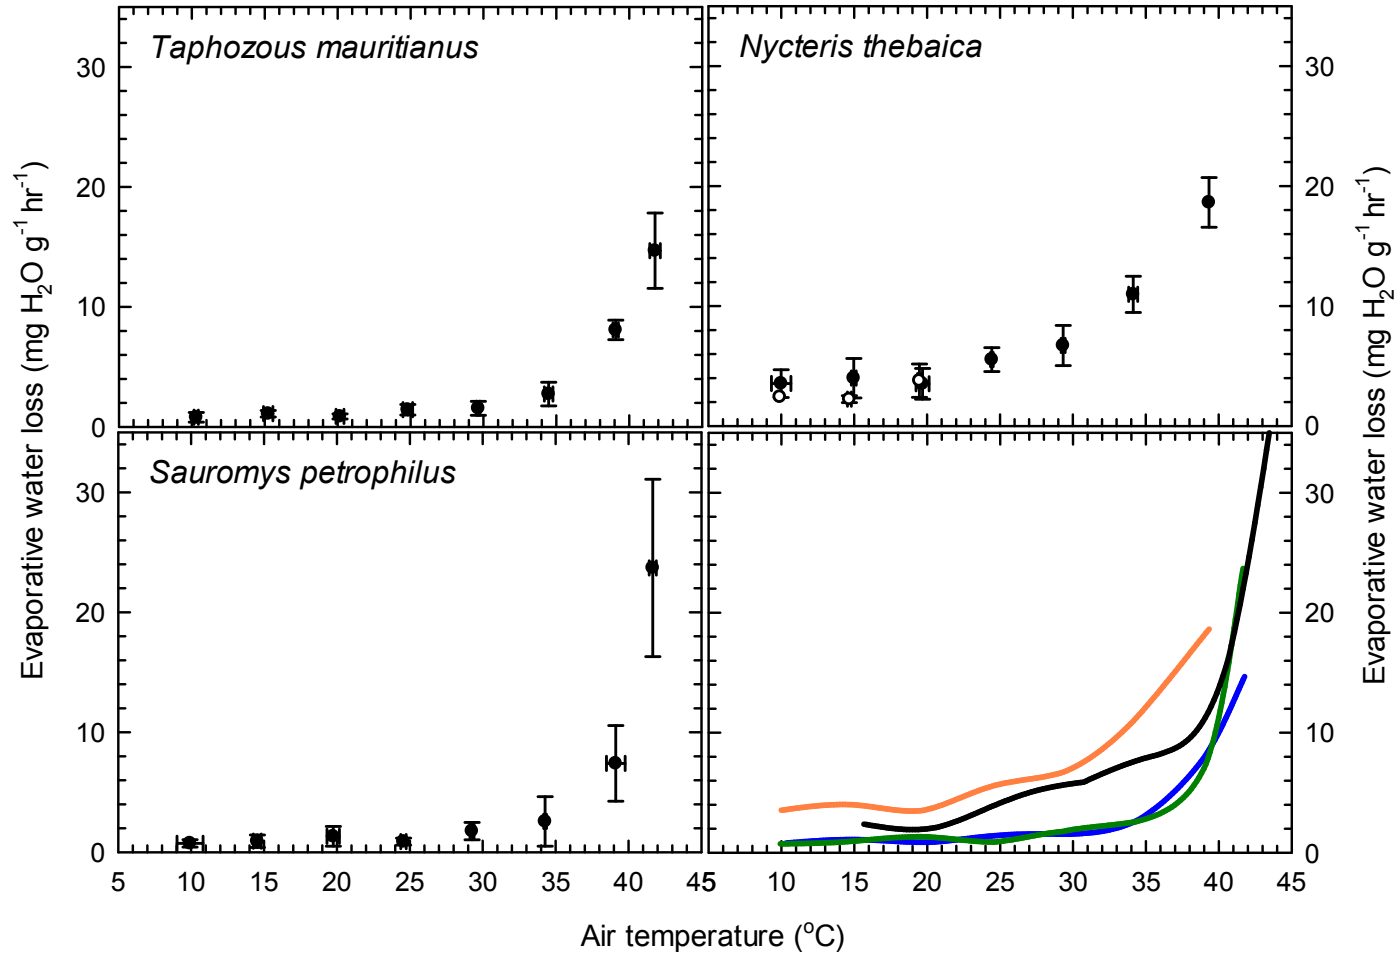 Taphozous mauritianus
Nycteris thebaica
30
20
10
0
30
20
10
0
Sauromys petrophilus
30
20
10
0
30
20
10
0
5 10 15 20 25 30 35 40 45
5 10 15 20 25 30 35 40 45
Air temperature (°C)
Evaporative water loss (mg H₂O g⁻¹ hr⁻¹)
Evaporative water loss (mg H₂O g⁻¹ hr⁻¹)